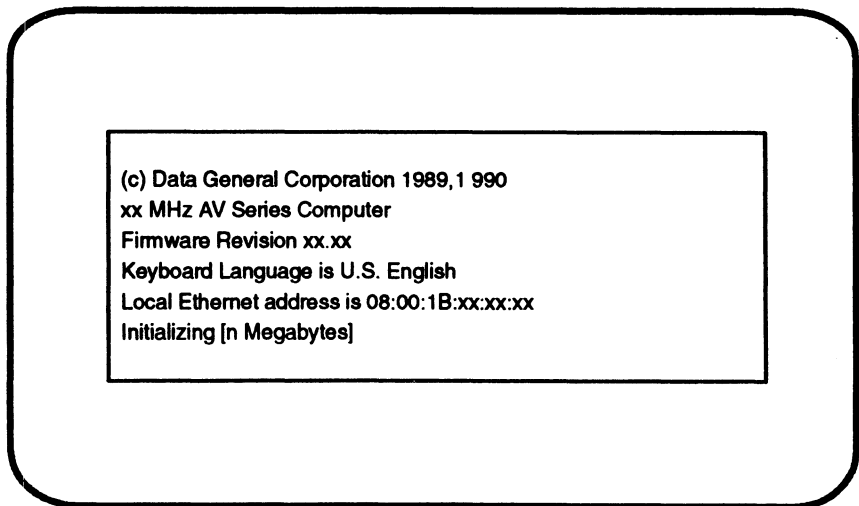 (c) Data General Corporation 1989,1 990
xx MHz AV Series Computer
Firmware Revision xx.xx
Keyboard Language is U.S. English
Local Ethernet address is 08:00:1B:xx:xx:xx
Initializing [n Megabytes]